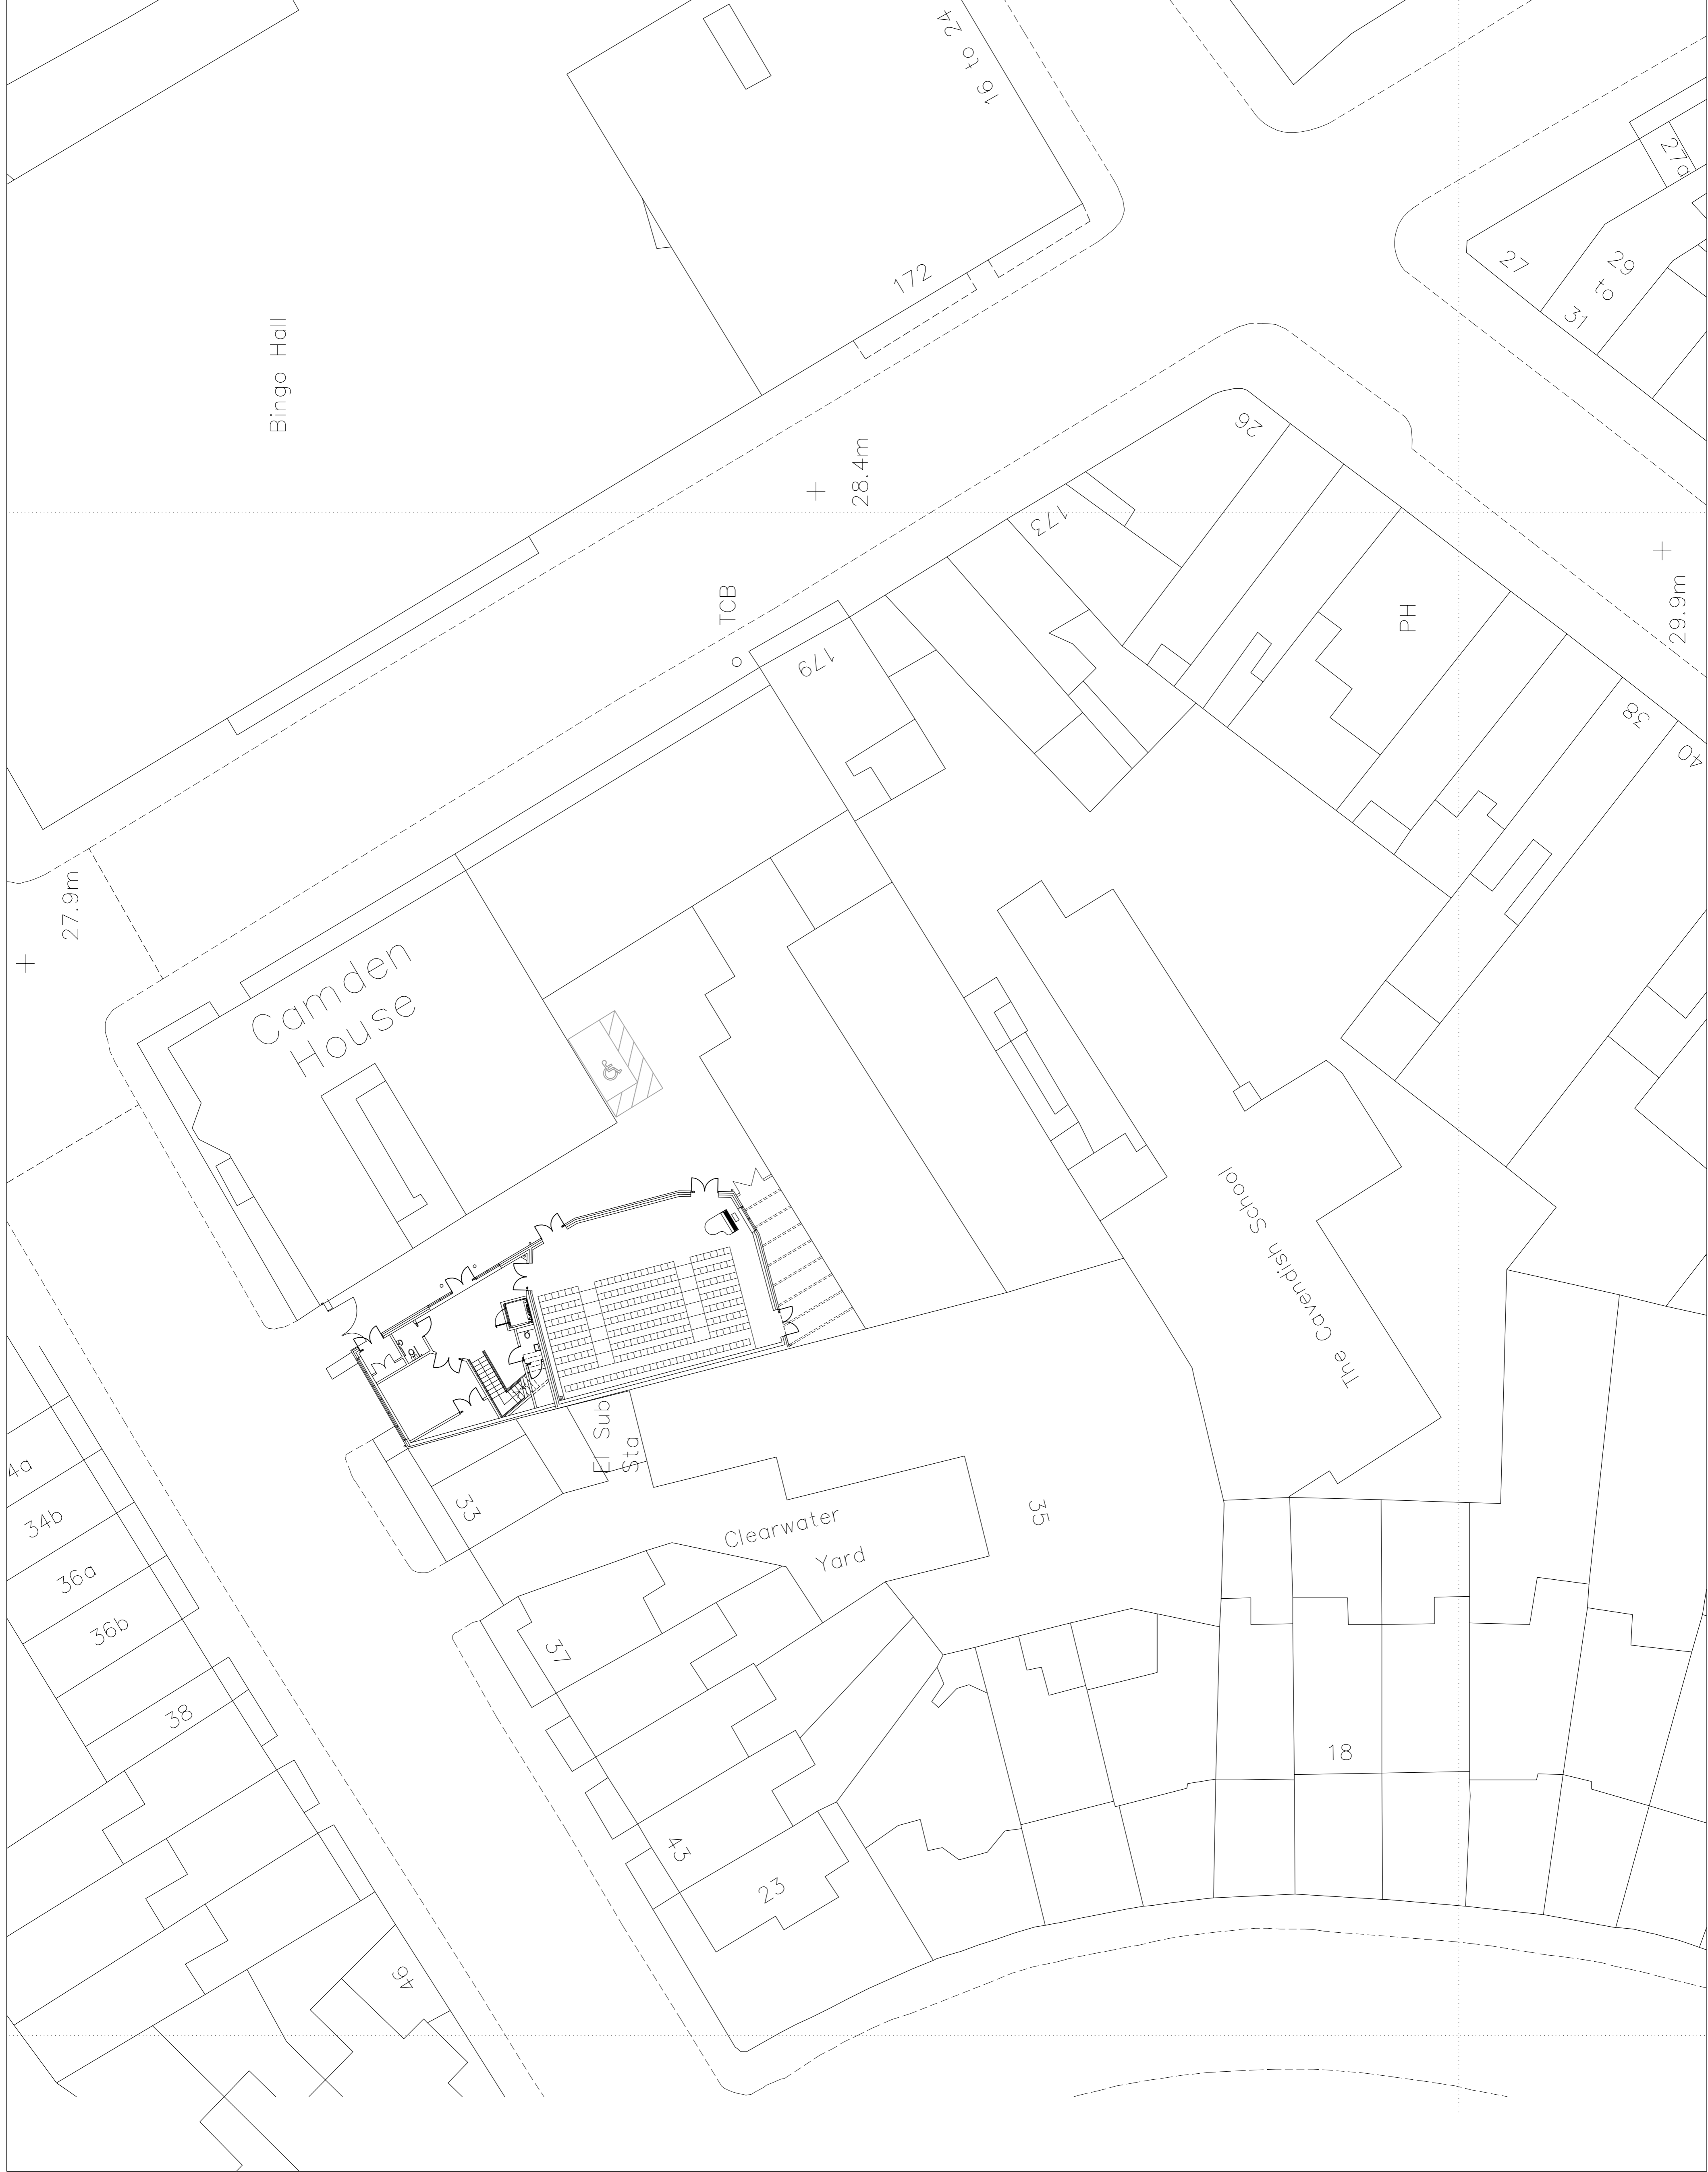 16 to 24
27a
172
27
29
to
31
Bingo Hall
26
28.4m
173
TCB
PH
29.9m
179
38
40
27.9m
Camden
House
The Cavendish School
4a
El Sub
Sta
34b
33
35
Clearwater
Yard
36a
36b
37
38
18
43
23
46